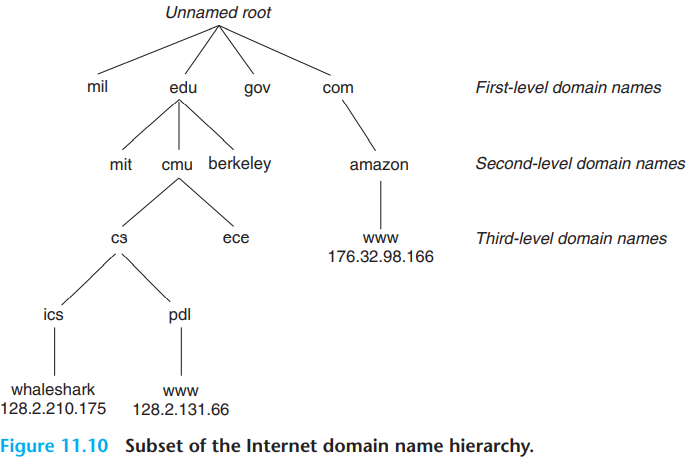 Unnamed root
mil edu gov com First-level domain names
mit cmu berkeley amazon Second-level domain names
cs ece www Third-level domain names
176.32.98.166
ics pdl
whaleshark www
128.2.210.175 128.2.131.66
Figure 11.10 Subset of the Internet domain name hierarchy.